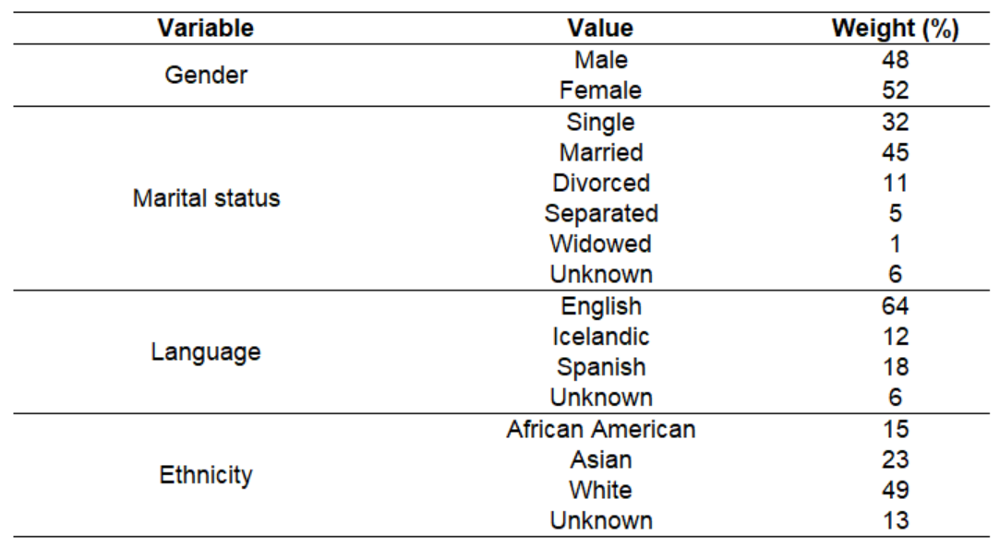 Variable Value Weight (%)
Gender
Male 48
Female 52
Marital status
Single 32
Married 45
Divorced 11
Separated 5
Widowed 1
Unknown 6
Language
English 64
Icelandic 12
Spanish 18
Unknown 6
Ethnicity
African American 15
Asian 23
White 49
Unknown 13